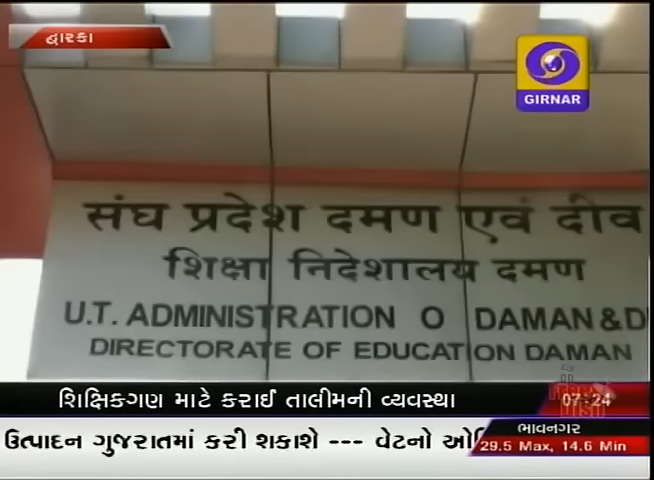 દ્વારકા
GIRNAR
संघ प्रदेश दमण एवं दीव
शिक्षा निदेशालय दमण
U.T. ADMINISTRATION O DAMAN & D
DIRECTORATE OF EDUCATION DAMAN
શિક્ષિકગણ માટે કરાઈ તાલીમની વ્યવસ્થા
07:24
ઉત્પાદન ગુજરાતમાં કરી શકાશે --- વેટનો
ભાવનગર
29.5 Max, 14.6 Min